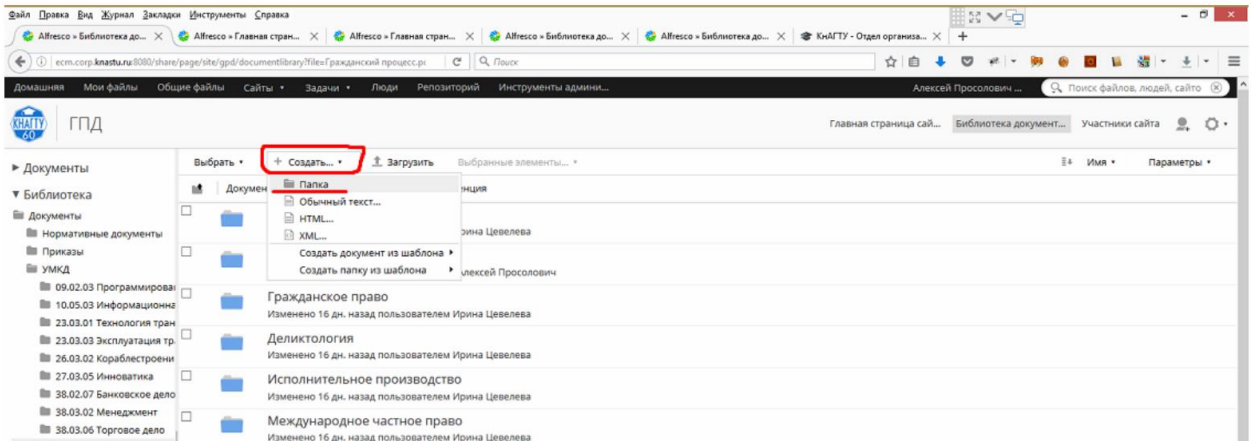 Файл Правка Вид Журнал Закладки Инструменты Справка
Alfresco » Библиотека до... Alfresco » Главная стран... Alfresco » Главная стран... Alfresco » Библиотека до... Alfresco » Библиотека до... КнАГТУ - Отдел организа...
ecm.corp.knastu.ru:8080/share/page/site/gpd/documentlibrary?file=Гражданский процесс.рс Поиск
Домашняя Мои файлы Общие файлы Сайты Задачи Люди Репозиторий Инструменты админи... Алексей Просолович ... Поиск файлов, людей, сайто
КНАГТУ 60 ГПД Главная страница сай... Библиотека документ... Участники сайта
Документы
Библиотека
Документы
Нормативные документы
Приказы
УМКД
09.02.03 Программирован
10.05.03 Информационна
23.03.01 Технология тран
23.03.03 Эксплуатация тр
26.03.02 Кораблестроени
27.03.05 Инноватика
38.02.07 Банковское дело
38.03.02 Менеджмент
38.03.06 Торговое дело
Выбрать + Создать... Загрузить Выбранные элементы... Имя Параметры
Докумен енция
Папка
Обычный текст...
HTML...
XML...
Создать документ из шаблона
Создать папку из шаблона
рина Цевелева
лексей Просолович
Гражданское право
Изменено 16 дн. назад пользователем Ирина Цевелева
Деликтология
Изменено 16 дн. назад пользователем Ирина Цевелева
Исполнительное производство
Изменено 16 дн. назад пользователем Ирина Цевелева
Международное частное право
Изменено 16 дн. назад пользователем Ирина Цевелева